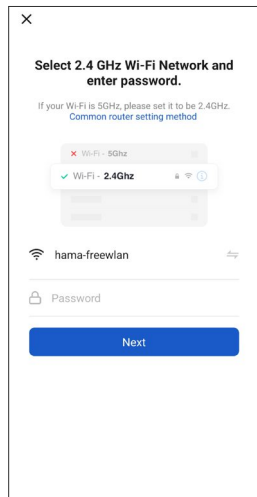 Select 2.4 GHz Wi-Fi Network and
enter password.
If your Wi-Fi is 5GHz, please set it to be 2.4GHz.
Common router setting method
Wi-Fi - 5Ghz
Wi-Fi - 2.4Ghz
hama-freewlan
Password
Next